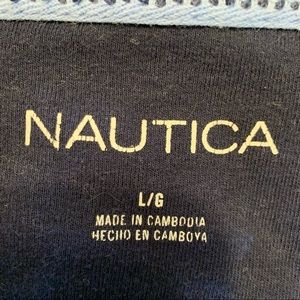 NAUTICA
L/G
MADE IN CAMBODIA
HECHO EN CAMBOYA